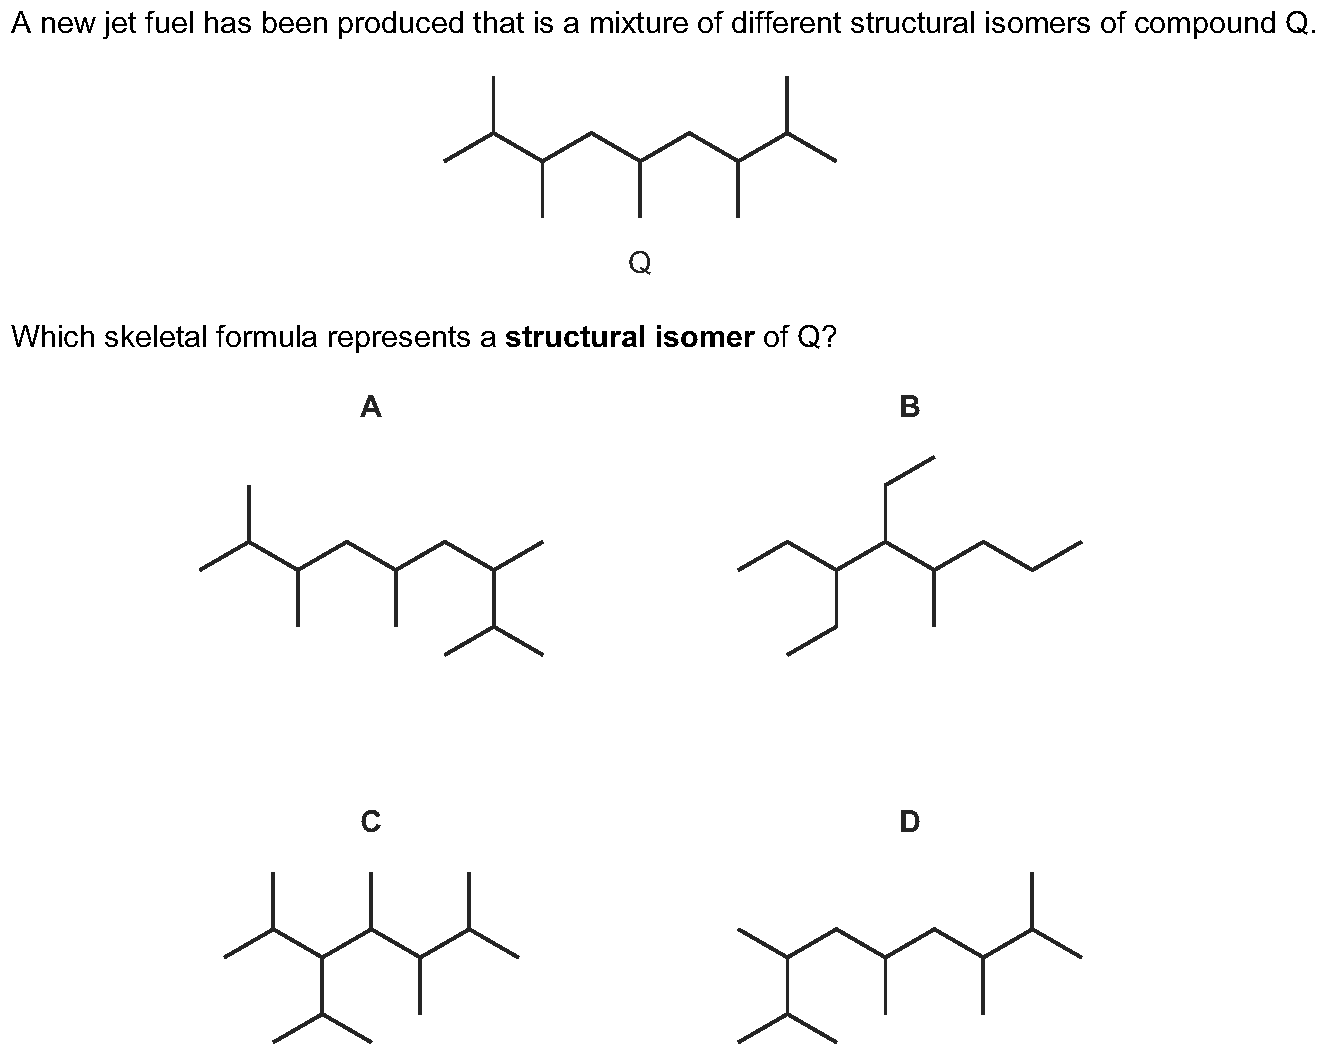 A new jet fuel has been produced that is a mixture of different structural isomers of compound Q.
Q
Which skeletal formula represents a structural isomer of Q?
A
B
C
D